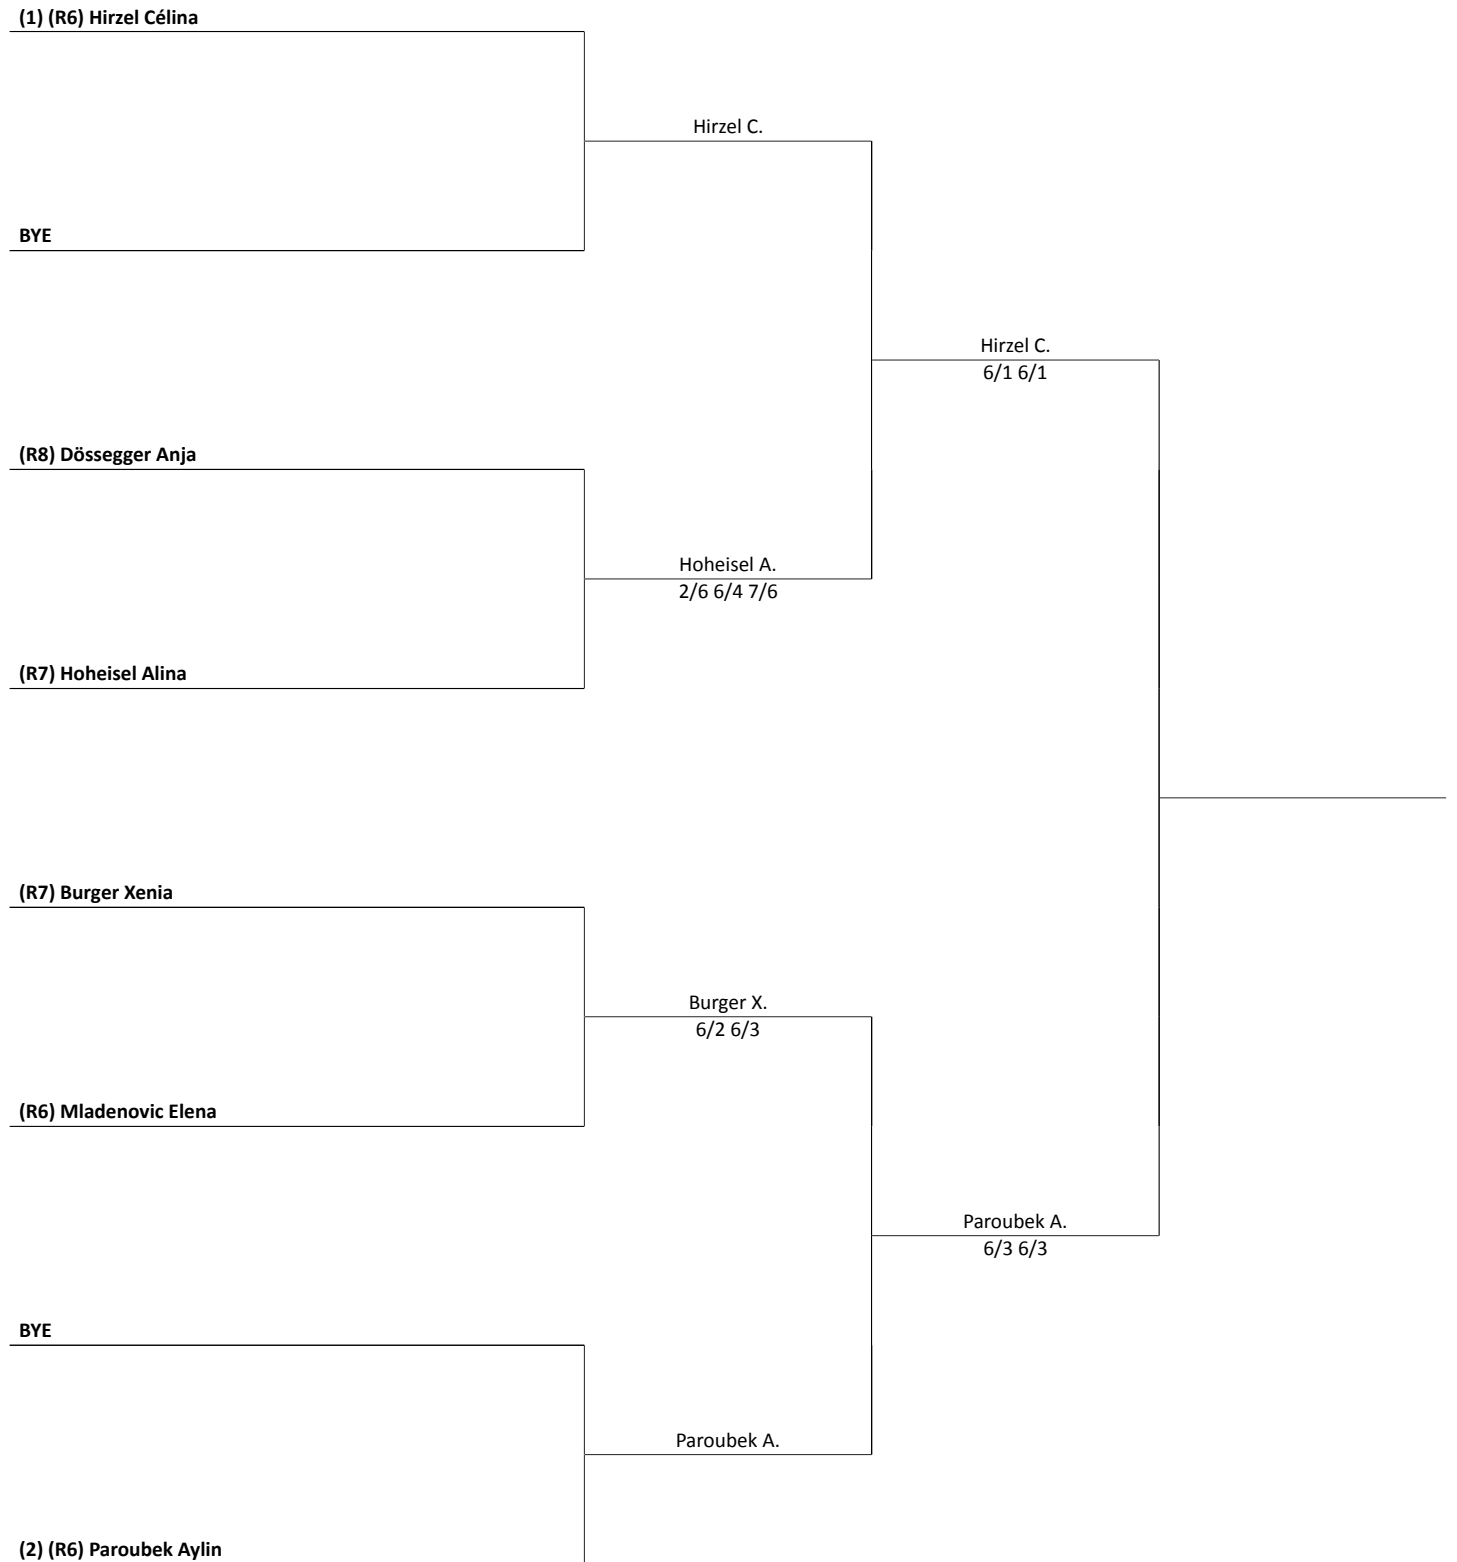 (1) (R6) Hirzel Célina
Hirzel C.
BYE
Hirzel C.
6/1 6/1
(R8) Dössegger Anja
Hoheisel A.
2/6 6/4 7/6
(R7) Hoheisel Alina
(R7) Burger Xenia
Burger X.
6/2 6/3
(R6) Mladenovic Elena
Paroubek A.
6/3 6/3
BYE
Paroubek A.
(2) (R6) Paroubek Aylin